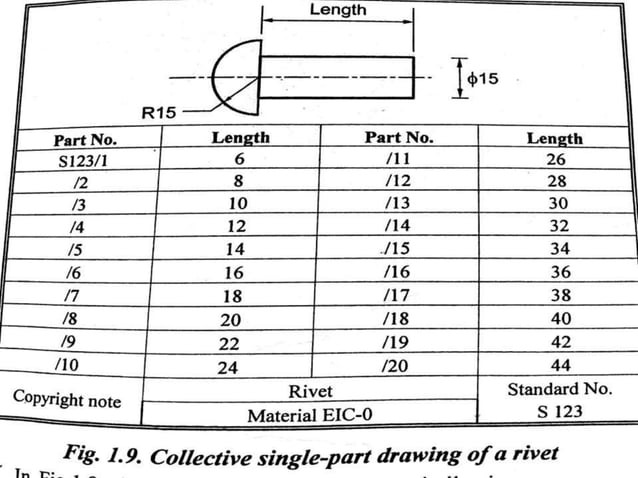 Length
ϕ15
R15
Part No. Length Part No. Length
S123/1 6 /11 26
/2 8 /12 28
/3 10 /13 30
/4 12 /14 32
/5 14 /15 34
/6 16 /16 36
/7 18 /17 38
/8 20 /18 40
/9 22 /19 42
/10 24 /20 44
Copyright note Rivet Standard No.
Material EIC-0 S 123
Fig. 1.9. Collective single-part drawing of a rivet
In Fig